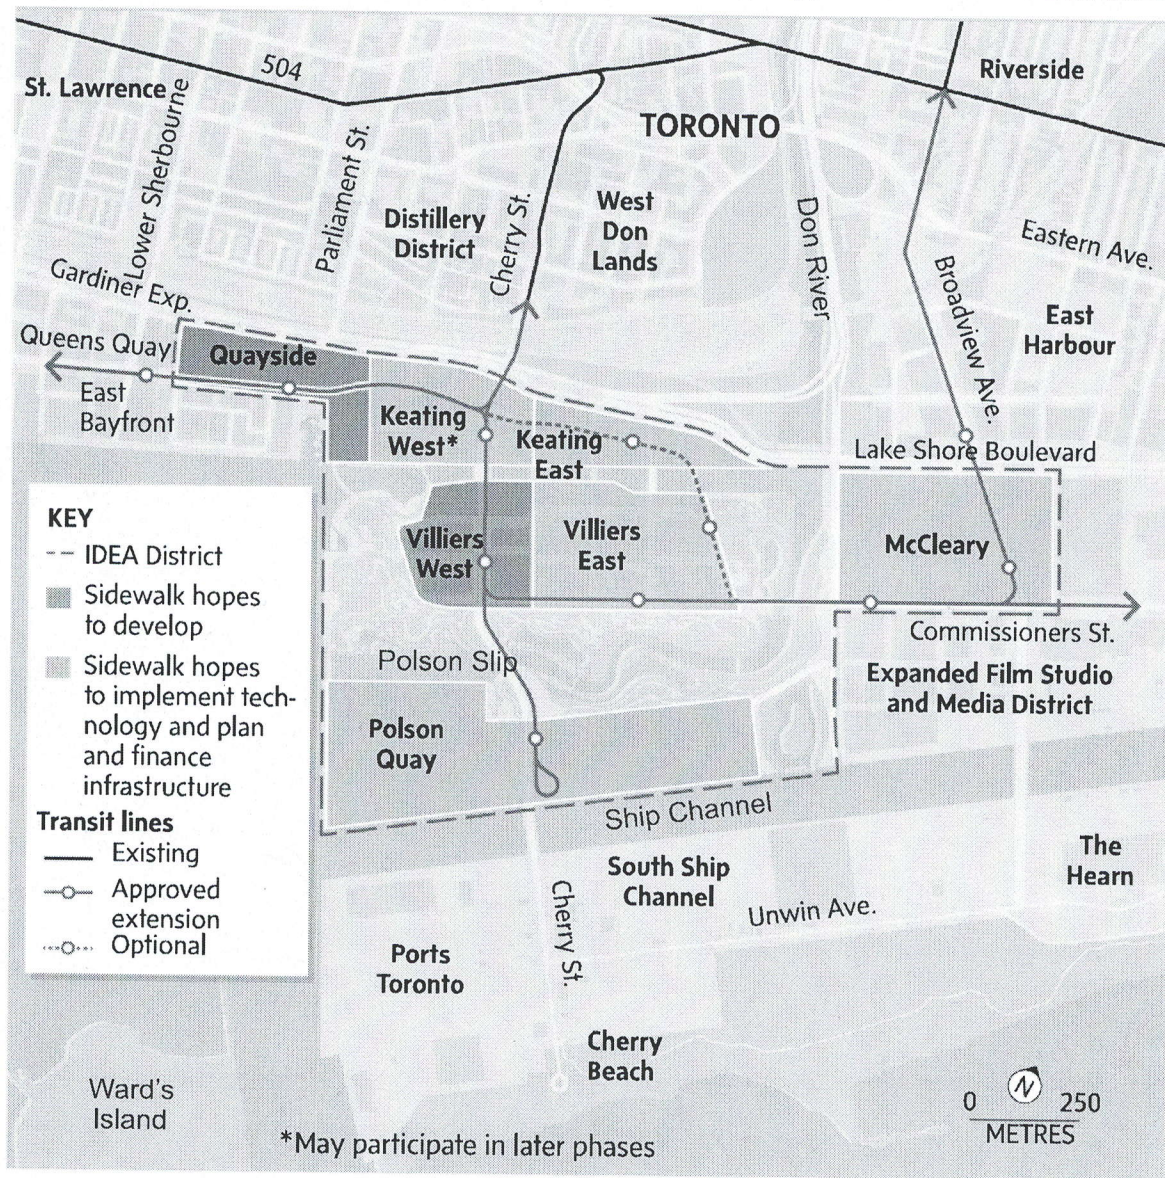 504
St. Lawrence
Riverside
TORONTO
Lower Sherbourne
Parliament St.
Distillery
District
Cherry St.
West
Don
Lands
Don River
Eastern Ave.
Gardiner Exp.
Broadview Ave.
East
Harbour
Queens Quay
Quayside
East
Bayfront
Keating
West*
Keating
East
Lake Shore Boulevard
KEY
IDEA District
Sidewalk hopes
to develop
Sidewalk hopes
to implement tech-
nology and plan
and finance
infrastructure
Transit lines
Existing
Approved
extension
Optional
Villiers
West
Villiers
East
McCleary
Commissioners St.
Polson Slip
Expanded Film Studio
and Media District
Polson
Quay
Ship Channel
South Ship
Channel
The
Hearn
Cherry St.
Unwin Ave.
Ports
Toronto
Cherry
Beach
Ward's
Island
N
0 250
METRES
*May participate in later phases